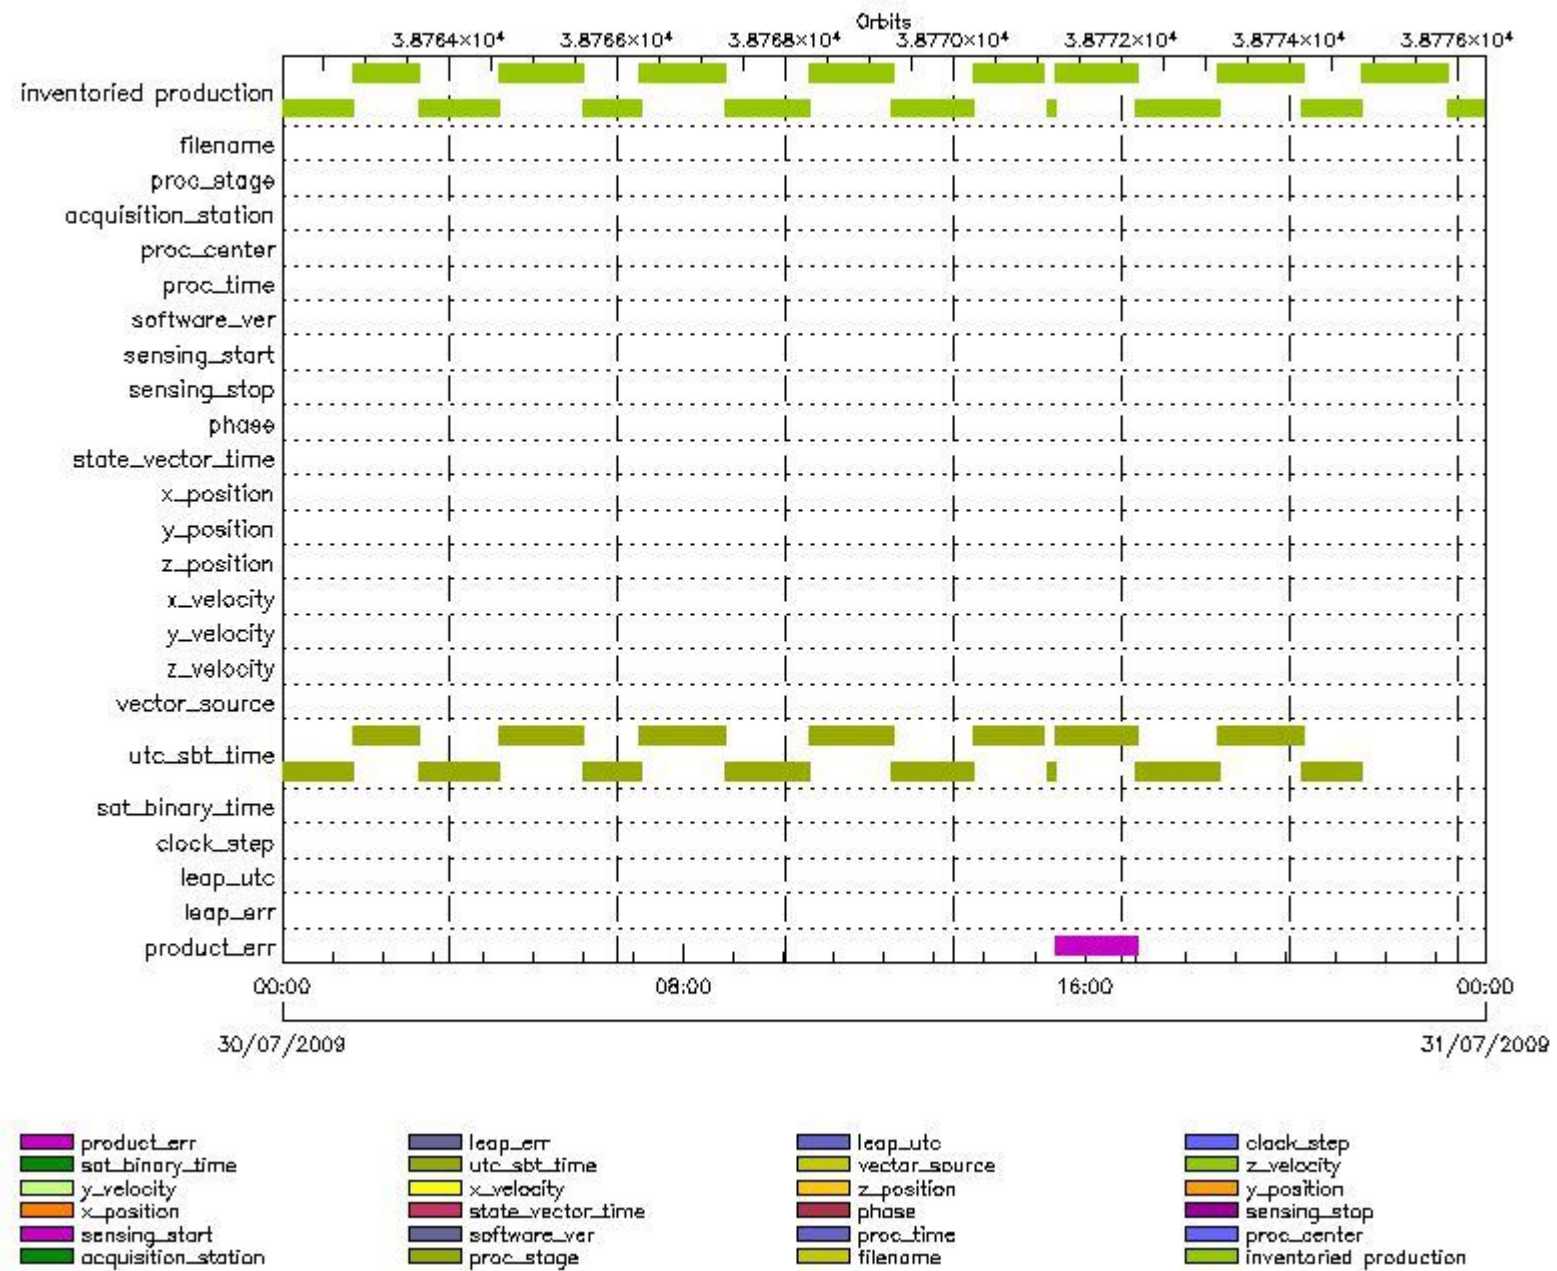 Orbits
3.8764×10⁴ 3.8766×10⁴ 3.8768×10⁴ 3.8770×10⁴ 3.8772×10⁴ 3.8774×10⁴ 3.8776×10⁴
inventoried production
filename
proc_stage
acquisition_station
proc_center
proc_time
software_ver
sensing_start
sensing_stop
phase
state_vector_time
x_position
y_position
z_position
x_velocity
y_velocity
z_velocity
vector_source
utc_sbt_time
sat_binary_time
clock_step
leap_utc
leap_err
product_err
00:00 08:00 16:00 00:00
30/07/2009 31/07/2009
product_err leap_err leap_utc clock_step
sat_binary_time utc_sbt_time vector_source z_velocity
y_velocity x_velocity z_position y_position
x_position state_vector_time phase sensing_stop
sensing_start software_ver proc_time proc_center
acquisition_station proc_stage filename inventoried production